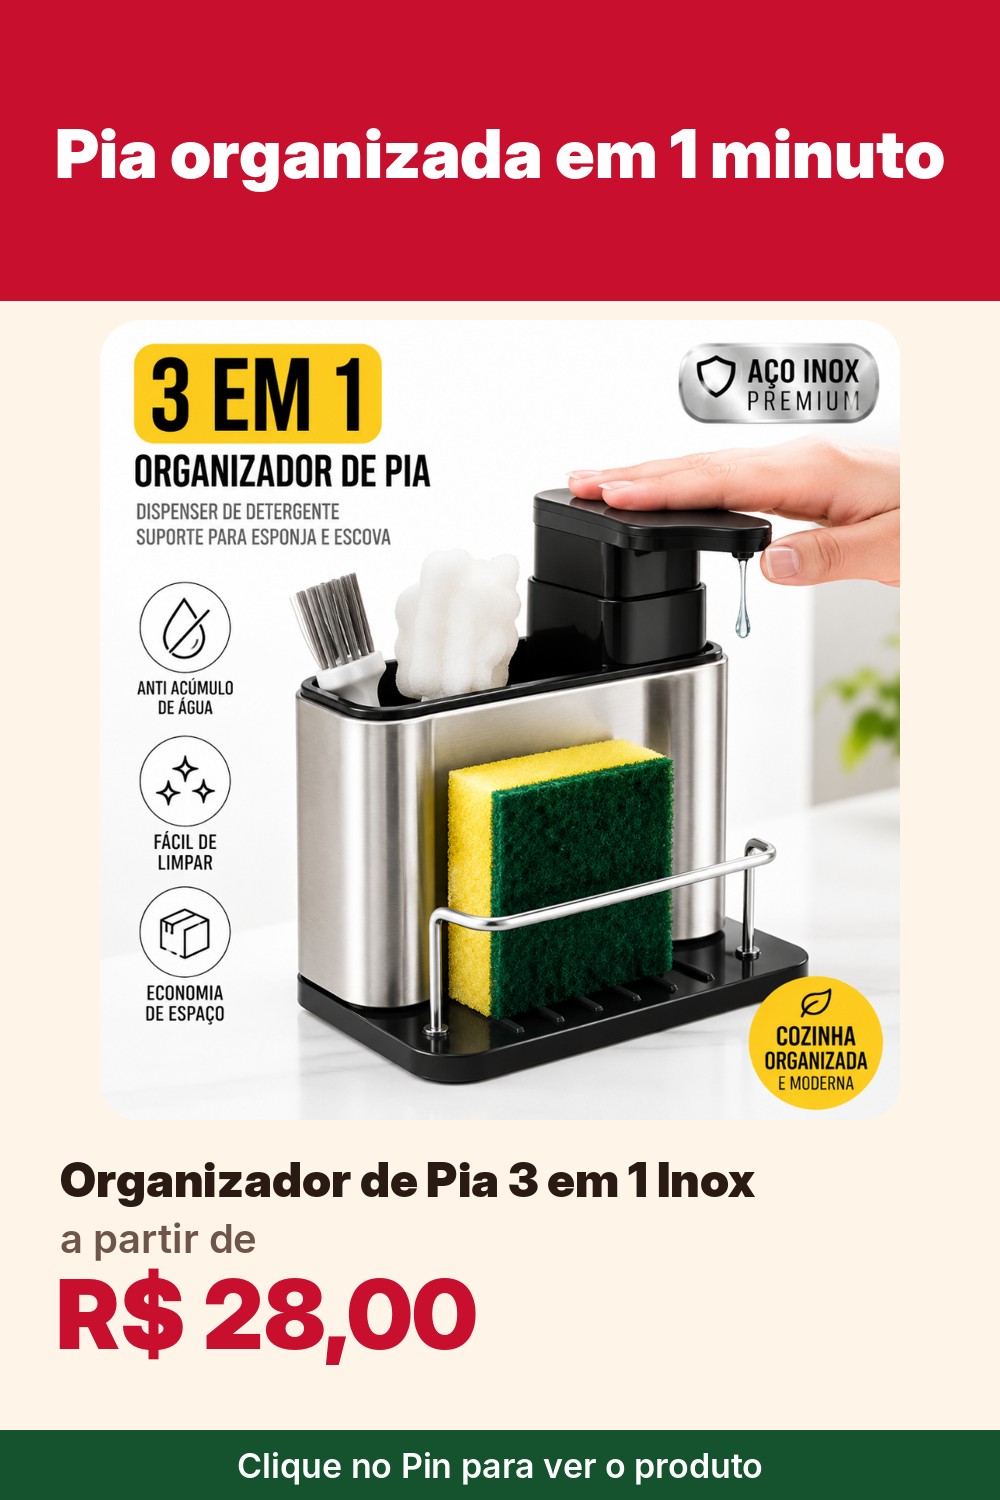 Pia organizada em 1 minuto
3 EM 1
ORGANIZADOR DE PIA
DISPENSER DE DETERGENTE
SUPORTE PARA ESPONJA E ESCOVA
AÇO INOX
PREMIUM
ANTI ACÚMULO
DE ÁGUA
FÁCIL DE
LIMPAR
ECONOMIA
DE ESPAÇO
COZINHA
ORGANIZADA
E MODERNA
Organizador de Pia 3 em 1 Inox
a partir de
R$ 28,00
Clique no Pin para ver o produto